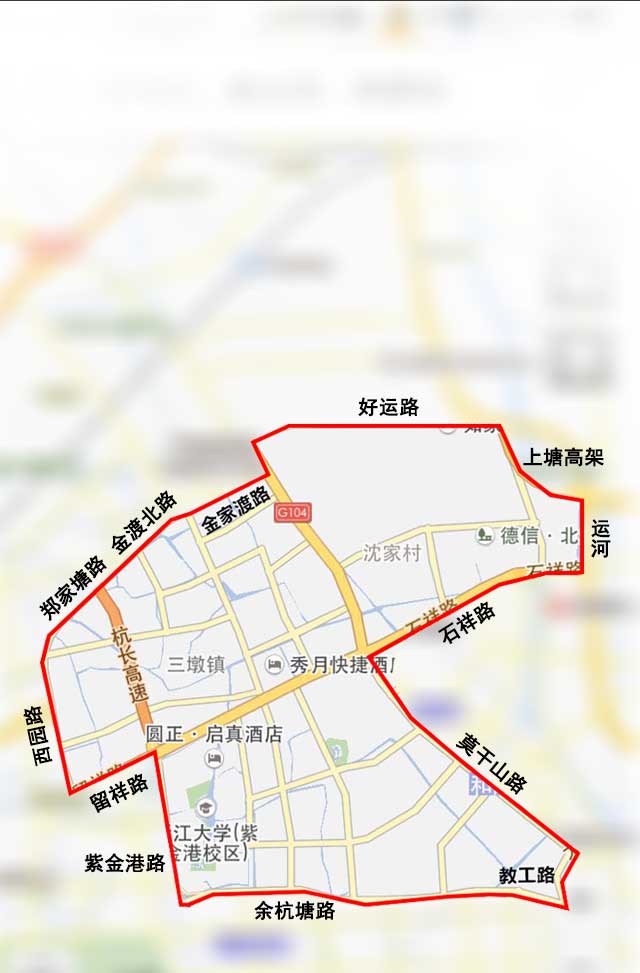 好运路
上塘高架
金渡北路
金家渡路
G104
运河
德信·北
沈家村
郑家塘路
石祥路
石祥路
石祥路
杭长高速
三墩镇
秀月快捷酒
西园路
圆正·启真酒店
留祥路
莫干山路
江大学(紫
金港校区)
紫金港路
教工路
余杭塘路